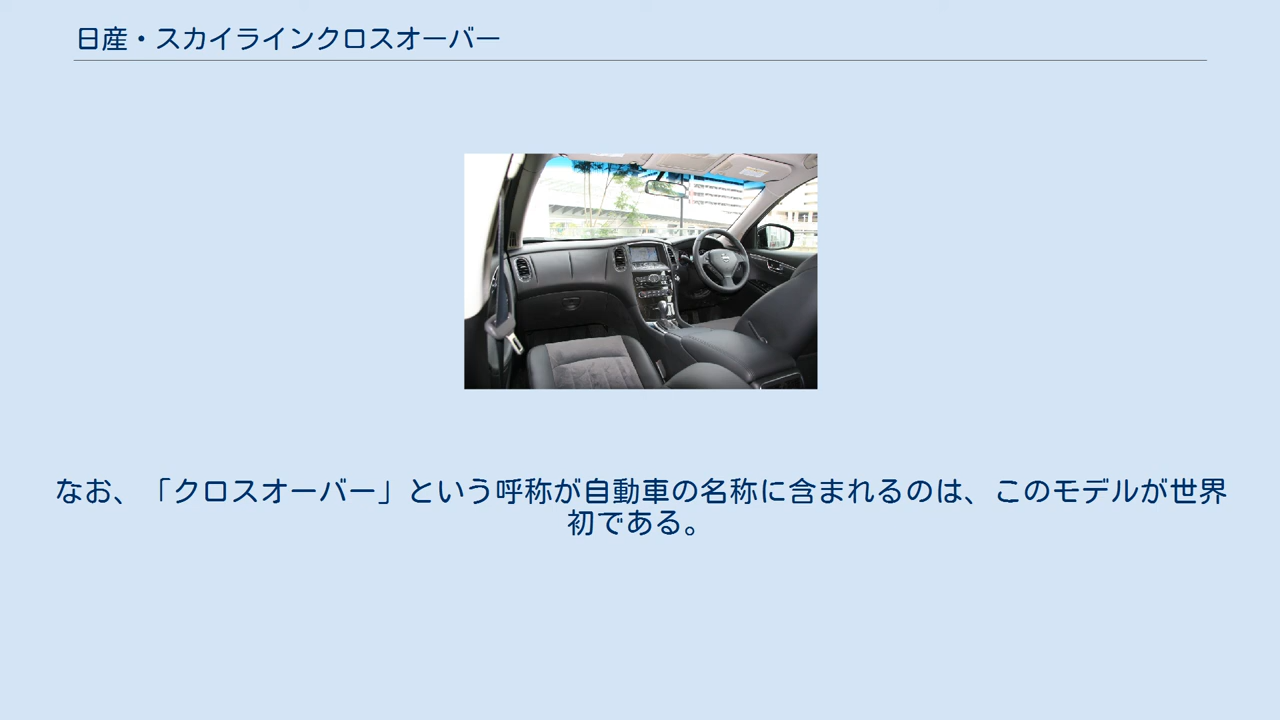 日産・スカイラインクロスオーバー
なお、「クロスオーバー」という呼称が自動車の名称に含まれるのは、このモデルが世界
初である。